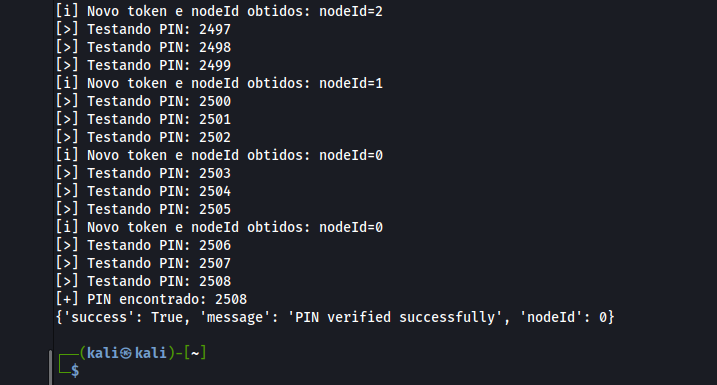 [i] Novo token e nodeId obtidos: nodeId=2
[>] Testando PIN: 2497
[>] Testando PIN: 2498
[>] Testando PIN: 2499
[i] Novo token e nodeId obtidos: nodeId=1
[>] Testando PIN: 2500
[>] Testando PIN: 2501
[>] Testando PIN: 2502
[i] Novo token e nodeId obtidos: nodeId=0
[>] Testando PIN: 2503
[>] Testando PIN: 2504
[>] Testando PIN: 2505
[i] Novo token e nodeId obtidos: nodeId=0
[>] Testando PIN: 2506
[>] Testando PIN: 2507
[>] Testando PIN: 2508
[+] PIN encontrado: 2508
{'success': True, 'message': 'PIN verified successfully', 'nodeId': 0}
┌──(kali㉿kali)-[~]
└─$